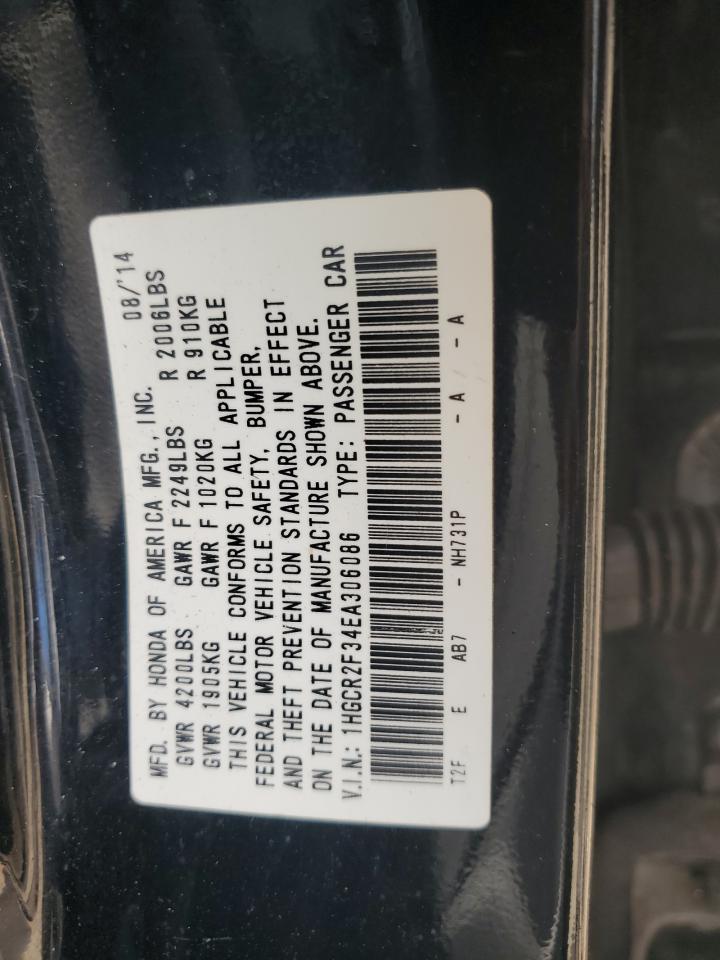 MFD. BY HONDA OF AMERICA MFG., INC. 08/'14
GVWR 4200LBS GAWR F 2249LBS R 2006LBS
GVWR 1905KG GAWR F 1020KG R 910KG
THIS VEHICLE CONFORMS TO ALL APPLICABLE
FEDERAL MOTOR VEHICLE SAFETY, BUMPER,
AND THEFT PREVENTION STANDARDS IN EFFECT
ON THE DATE OF MANUFACTURE SHOWN ABOVE.
V.I.N.: 1HGCR2F34EA306086 TYPE: PASSENGER CAR
T2F E AB7 - NH731P - A - A